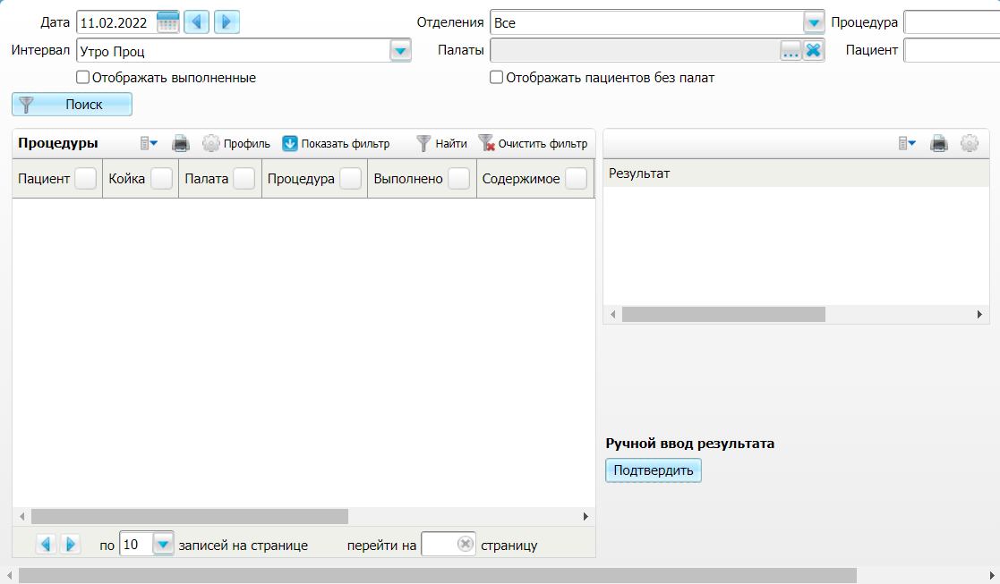 Дата 11.02.2022 Отделения Все Процедура
Интервал Утро Проц Палаты ... Пациент
Отображать выполненные Отображать пациентов без палат
Поиск
Процедуры Профиль Показать фильтр Найти Очистить фильтр
Пациент Койка Палата Процедура Выполнено Содержимое
Результат
Ручной ввод результата
Подтвердить
по 10 записей на странице перейти на страницу